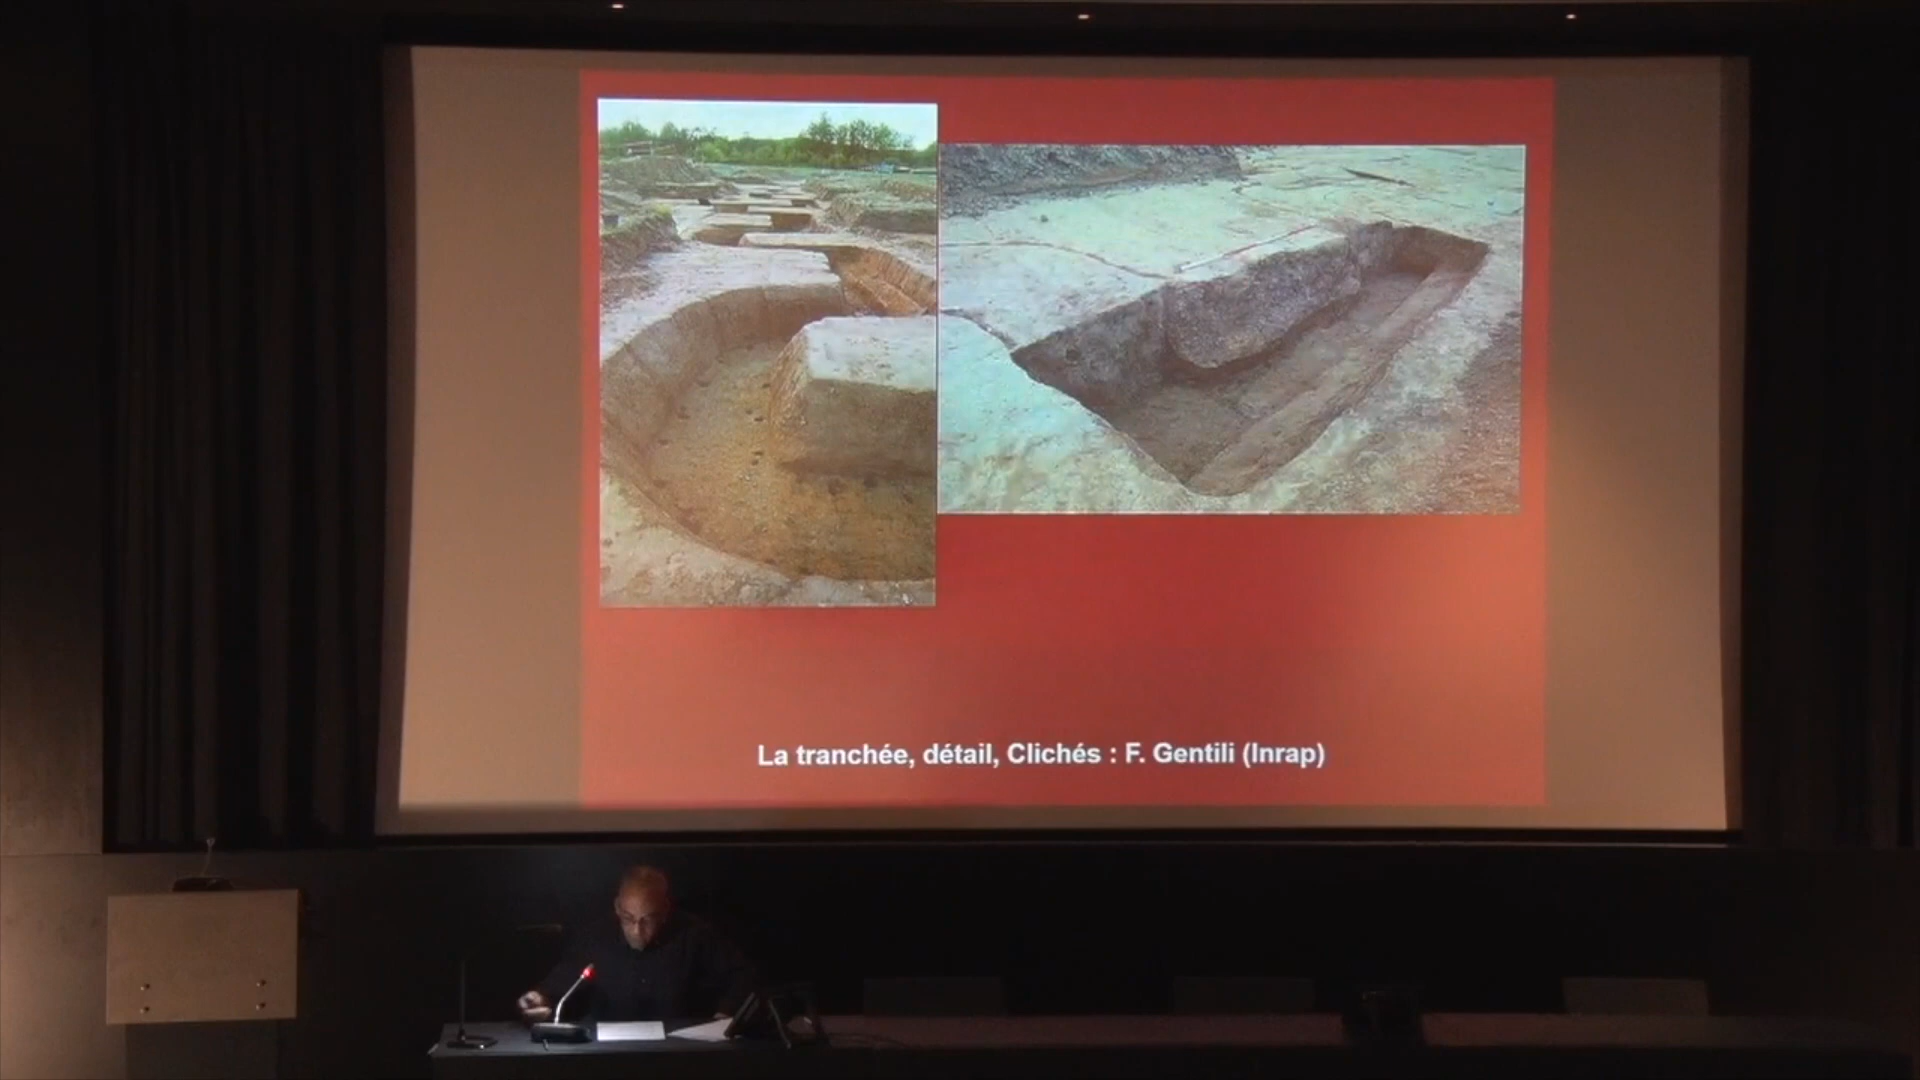 La tranchée, détail, Clichés : F. Gentili (Inrap)